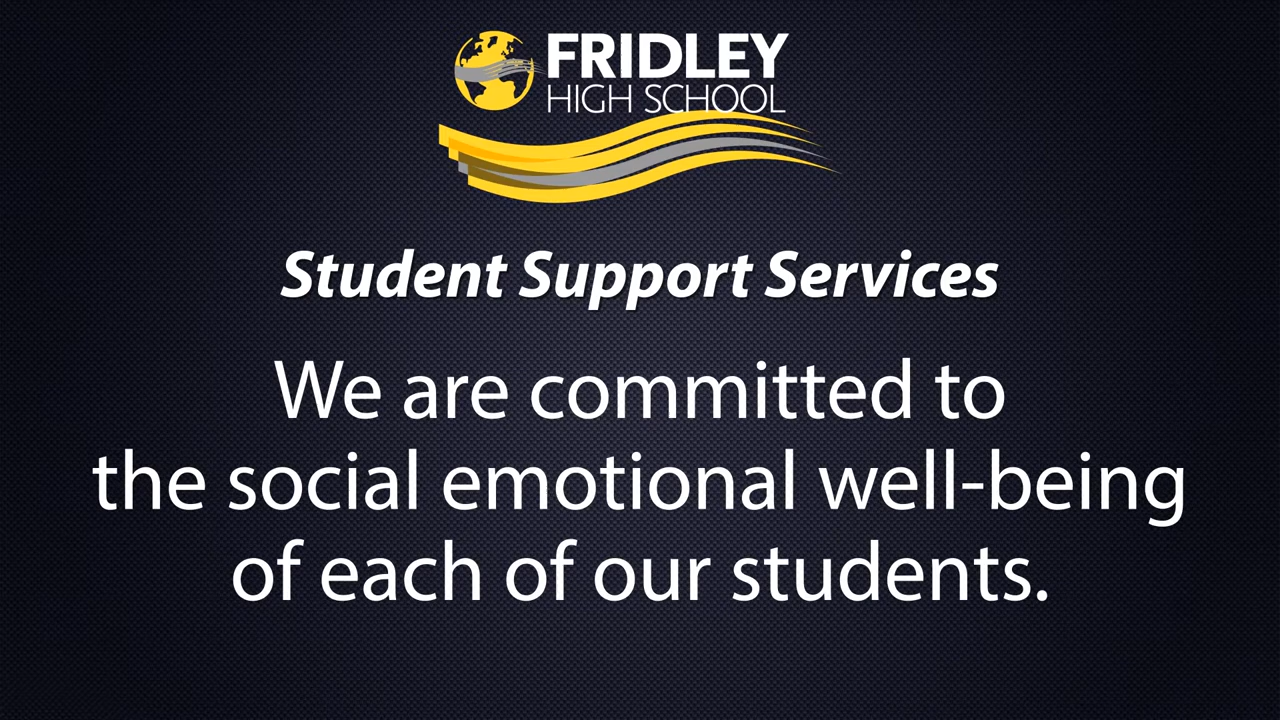 FRIDLEY
HIGH SCHOOL
Student Support Services
We are committed to
the social emotional well-being
of each of our students.